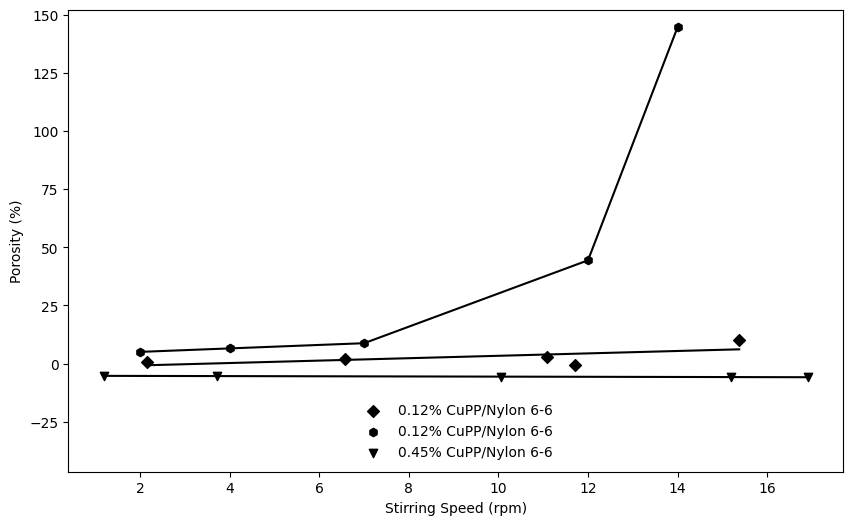 150
125
100
75
50
25
0
−25
Porosity (%)
0.12% CuPP/Nylon 6-6
0.12% CuPP/Nylon 6-6
0.45% CuPP/Nylon 6-6
2 4 6 8 10 12 14 16
Stirring Speed (rpm)